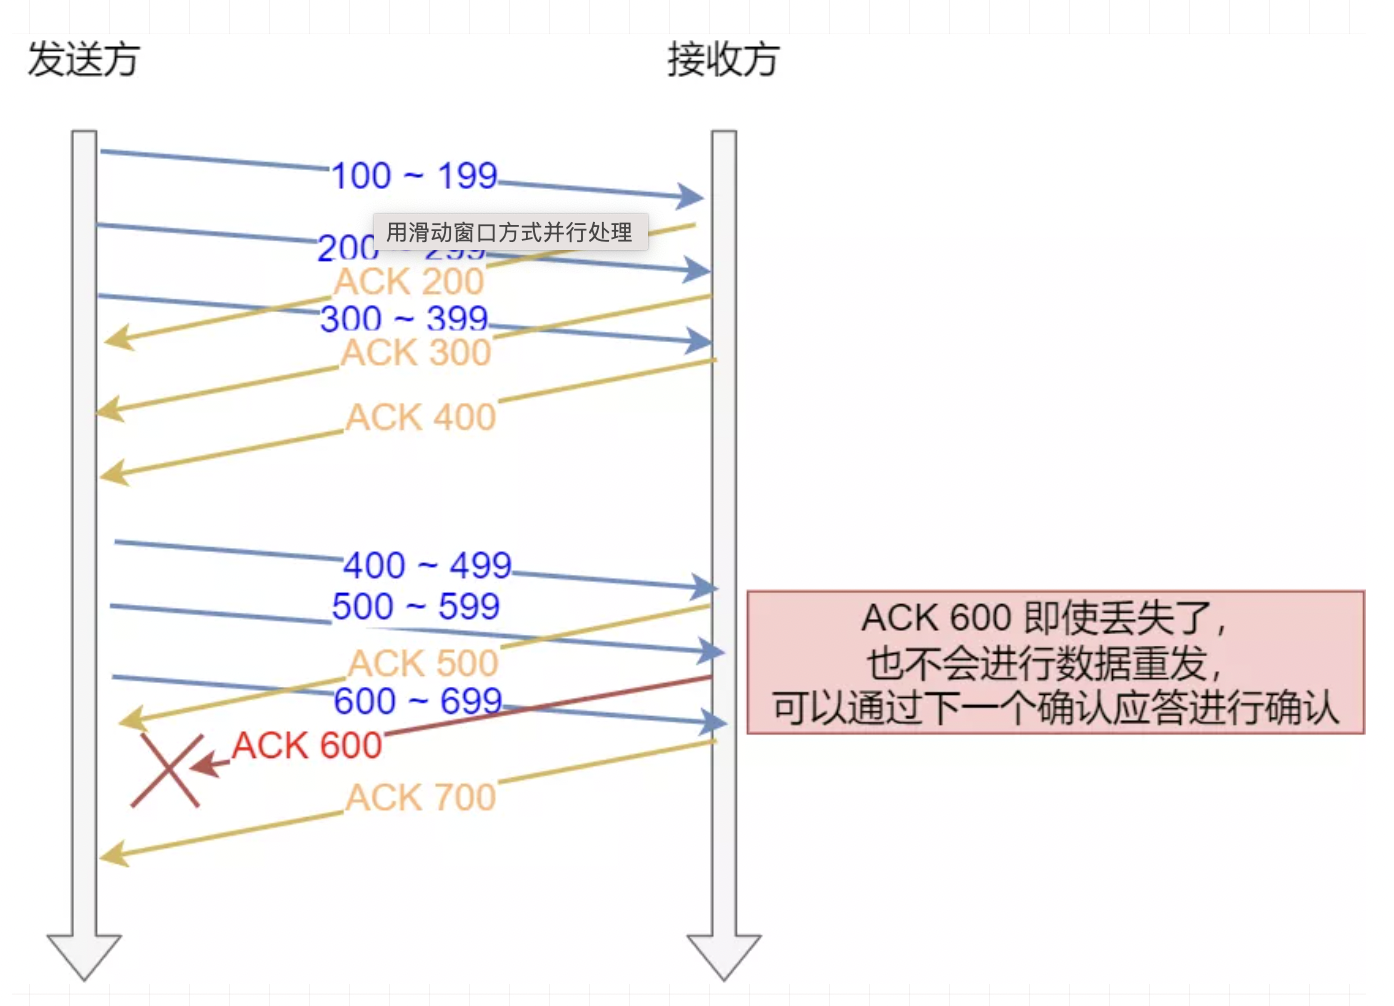 发送方
接收方
100 ~ 199
用滑动窗口方式并行处理
200 ~ 299
ACK 200
300 ~ 399
ACK 300
ACK 400
400 ~ 499
500 ~ 599
ACK 500
600 ~ 699
ACK 600
ACK 700
ACK 600 即使丢失了，
也不会进行数据重发，
可以通过下一个确认应答进行确认